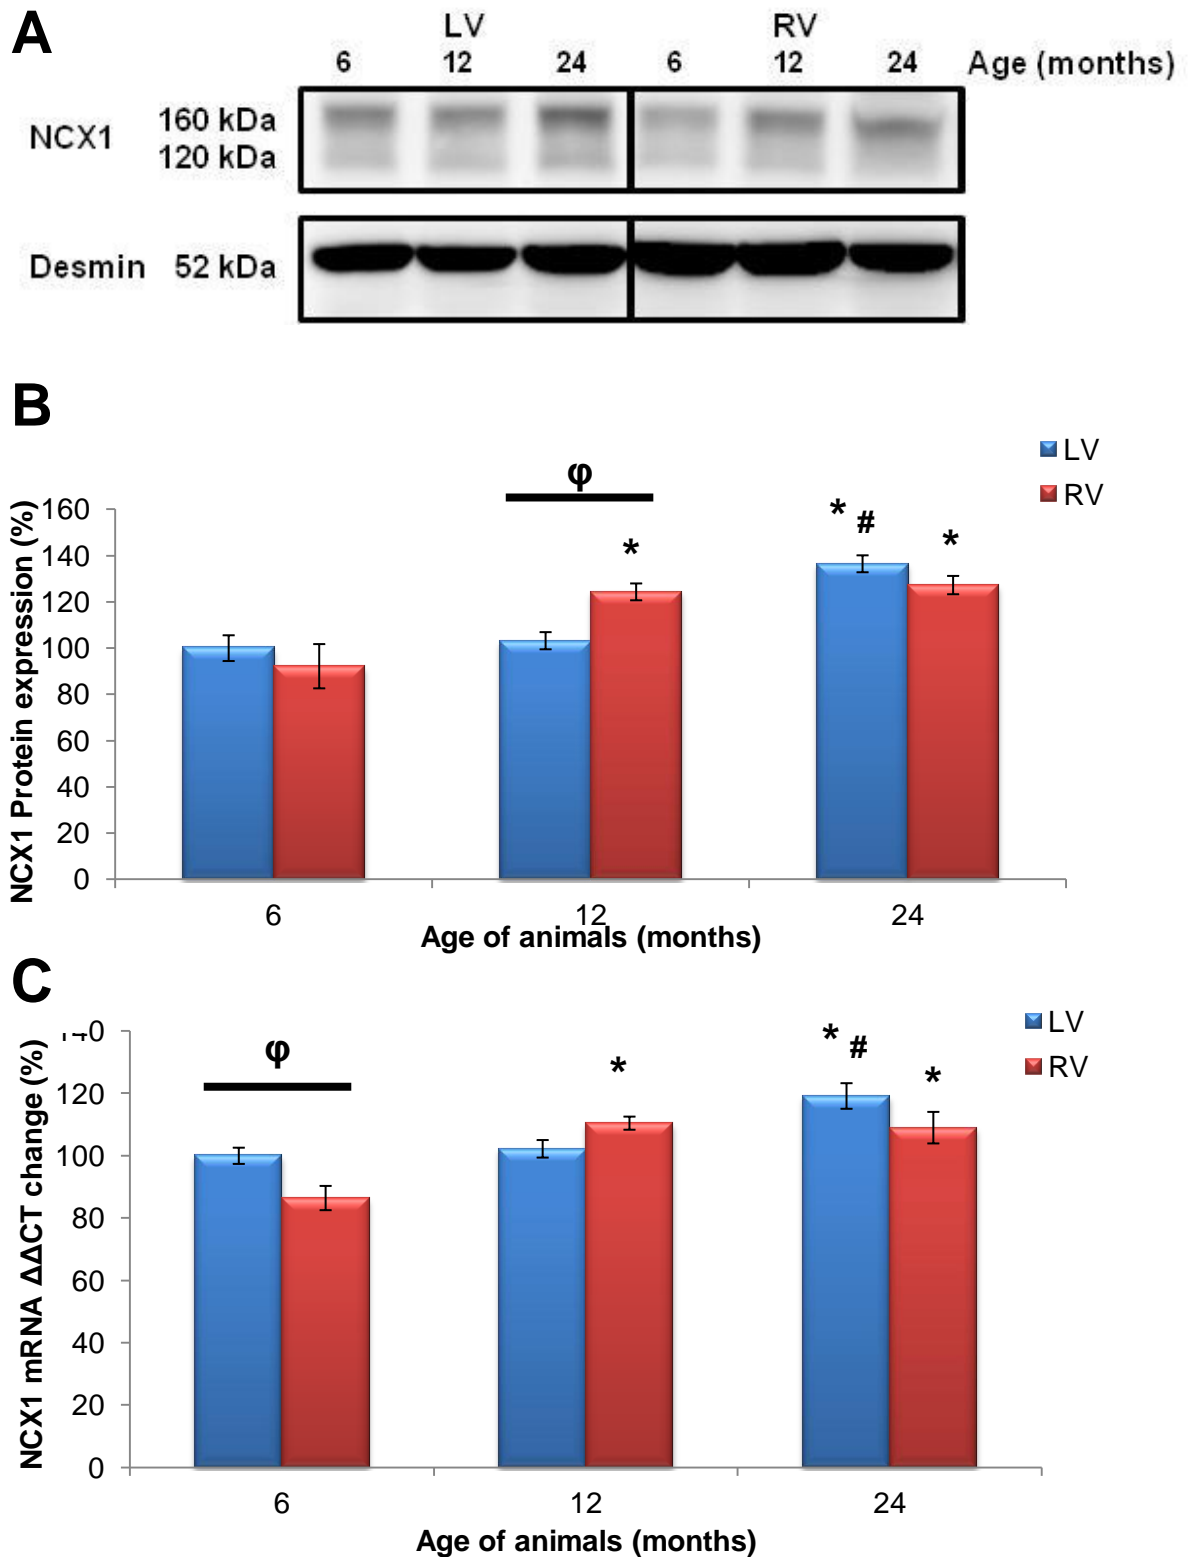 A
LV RV
6 12 24 6 12 24 Age (months)
NCX1 160 kDa
120 kDa
Desmin 52 kDa
B
LV
RV
φ
* # * *
NCX1 Protein expression (%)
160
140
120
100
80
60
40
20
0
6 12 24
Age of animals (months)
C
LV
RV
φ
* * # *
NCX1 mRNA ΔΔCT change (%)
120
100
80
60
40
20
0
6 12 24
Age of animals (months)